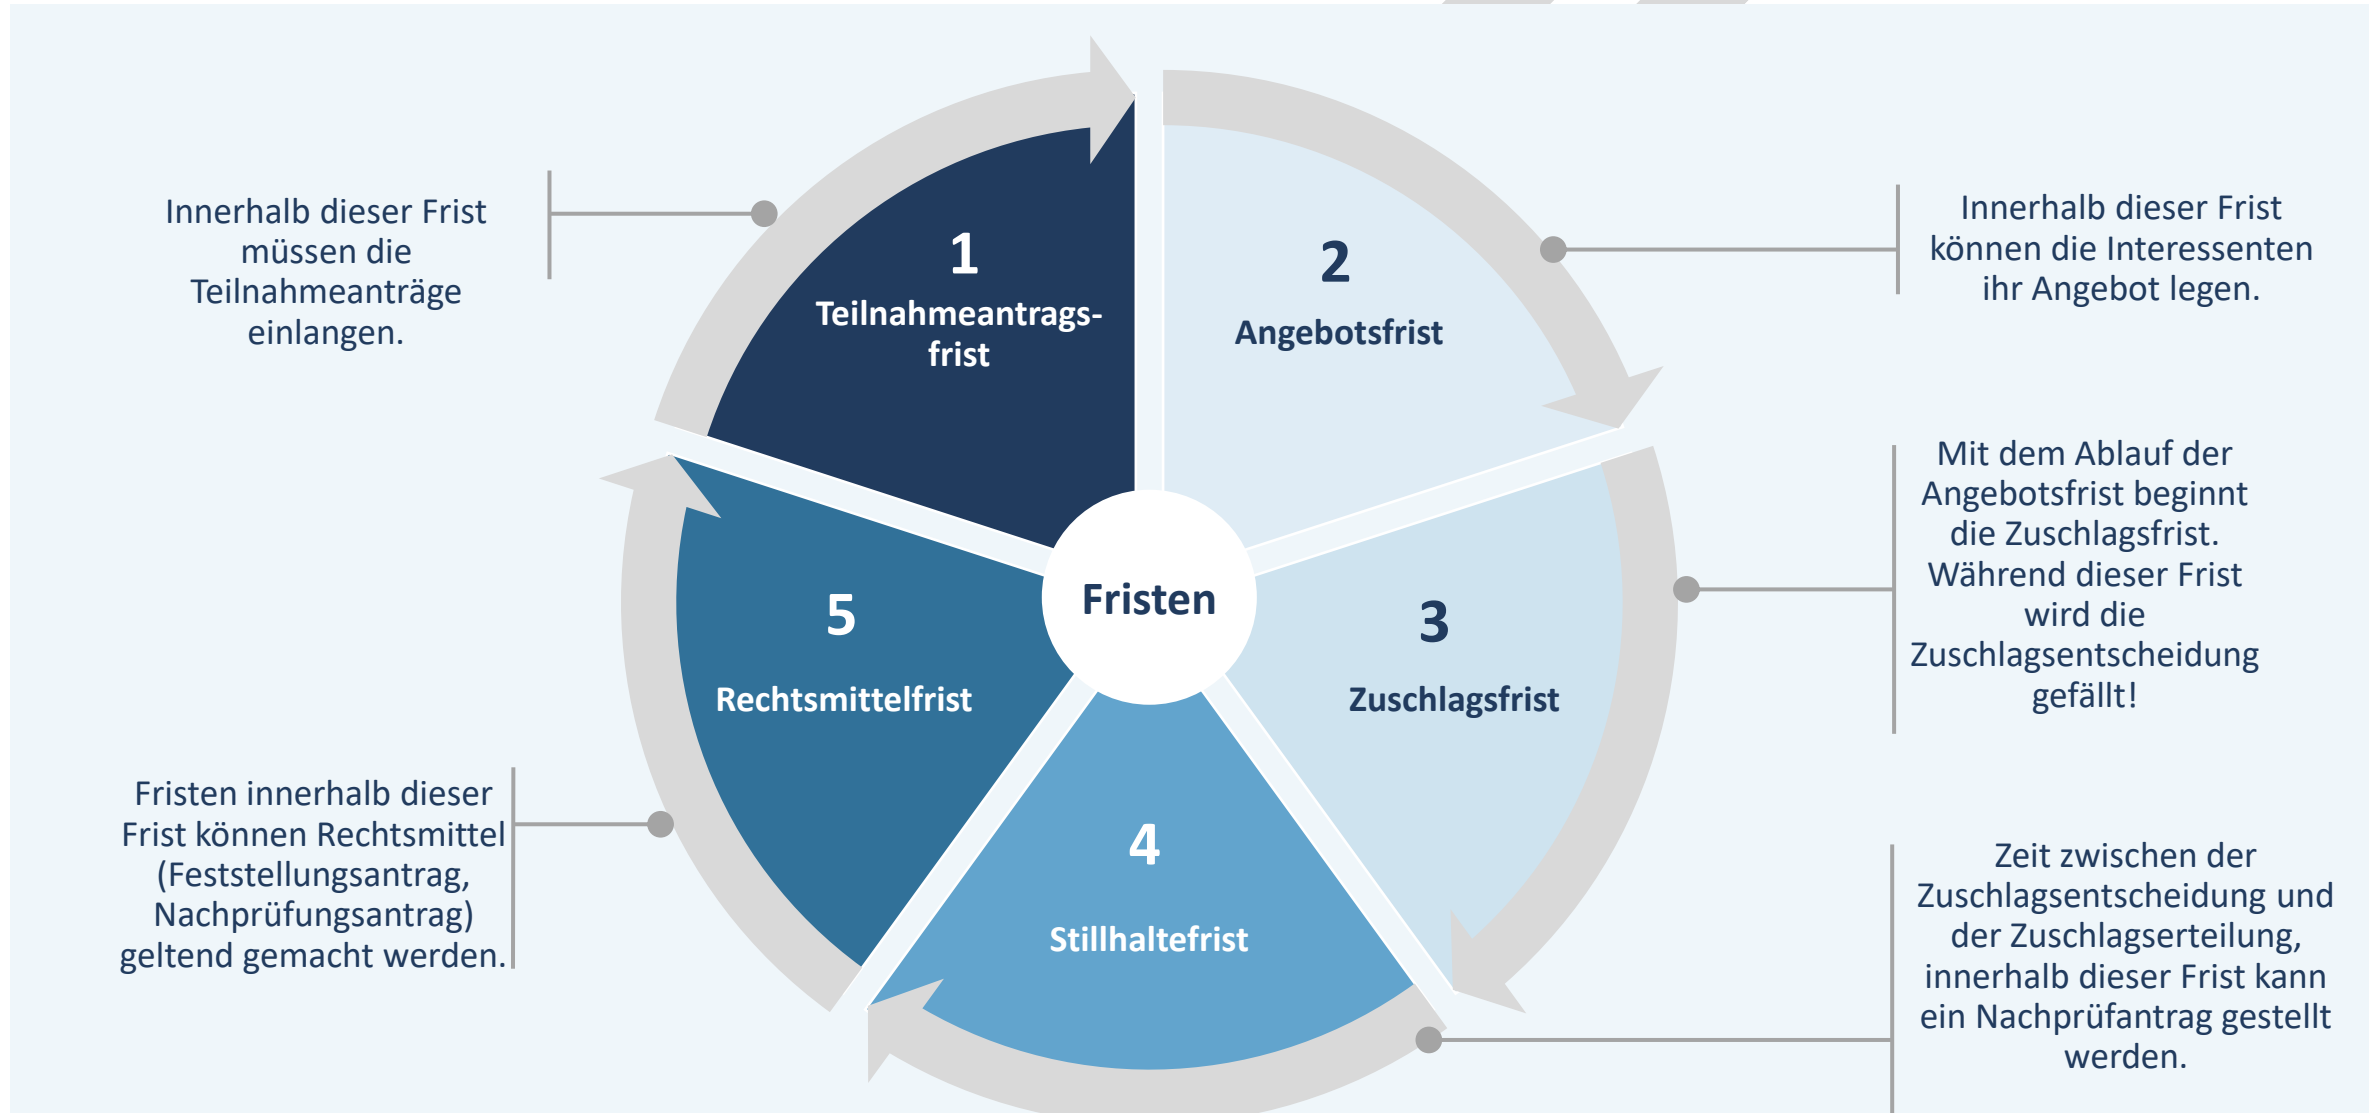 Innerhalb dieser Frist
müssen die
Teilnahmeanträge
einlangen.
1
Teilnahmeantrags-
frist
2
Angebotsfrist
Innerhalb dieser Frist
können die Interessenten
ihr Angebot legen.
Fristen
3
Zuschlagsfrist
Mit dem Ablauf der
Angebotsfrist beginnt
die Zuschlagsfrist.
Während dieser Frist
wird die
Zuschlagsentscheidung
gefällt!
4
Stillhaltefrist
Zeit zwischen der
Zuschlagsentscheidung und
der Zuschlagserteilung,
innerhalb dieser Frist kann
ein Nachprüfantrag gestellt
werden.
5
Rechtsmittelfrist
Fristen innerhalb dieser
Frist können Rechtsmittel
(Feststellungsantrag,
Nachprüfungsantrag)
geltend gemacht werden.